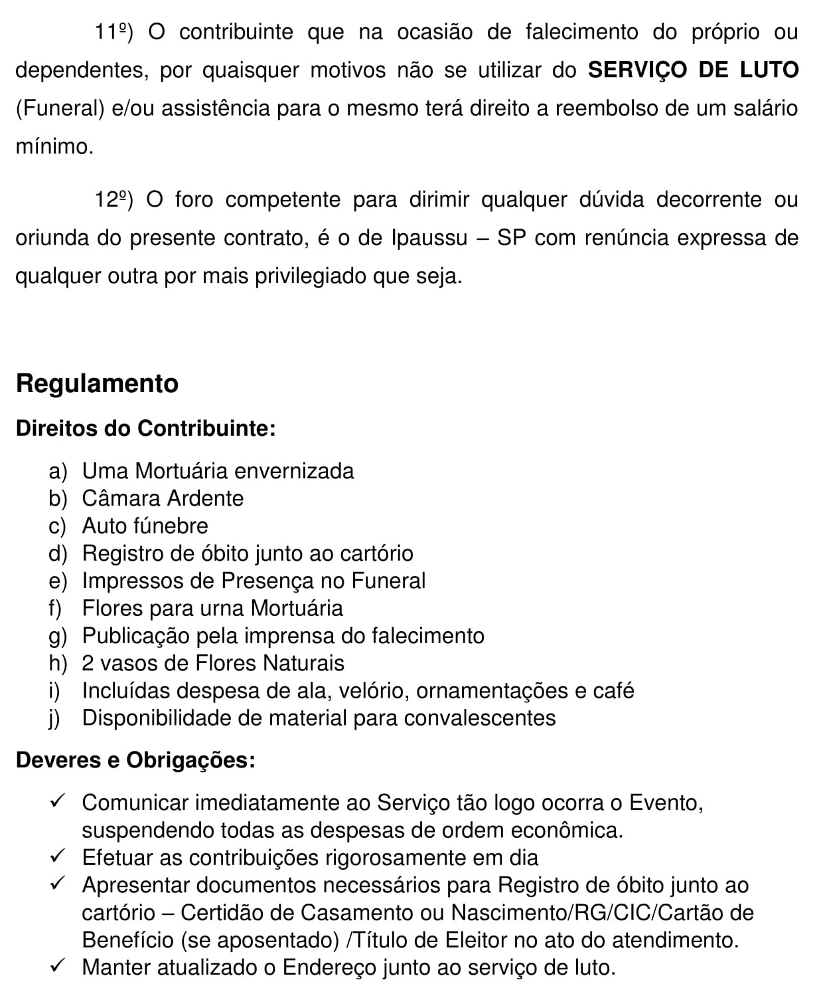 11º) O contribuinte que na ocasião de falecimento do próprio ou
dependentes, por quaisquer motivos não se utilizar do SERVIÇO DE LUTO
(Funeral) e/ou assistência para o mesmo terá direito a reembolso de um salário
mínimo.
12º) O foro competente para dirimir qualquer dúvida decorrente ou
oriunda do presente contrato, é o de Ipaussu – SP com renúncia expressa de
qualquer outra por mais privilegiado que seja.
Regulamento
Direitos do Contribuinte:
a) Uma Mortuária envernizada
b) Câmara Ardente
c) Auto fúnebre
d) Registro de óbito junto ao cartório
e) Impressos de Presença no Funeral
f) Flores para urna Mortuária
g) Publicação pela imprensa do falecimento
h) 2 vasos de Flores Naturais
i) Incluídas despesa de ala, velório, ornamentações e café
j) Disponibilidade de material para convalescentes
Deveres e Obrigações:
✓ Comunicar imediatamente ao Serviço tão logo ocorra o Evento,
suspendendo todas as despesas de ordem econômica.
✓ Efetuar as contribuições rigorosamente em dia
✓ Apresentar documentos necessários para Registro de óbito junto ao
cartório – Certidão de Casamento ou Nascimento/RG/CIC/Cartão de
Benefício (se aposentado) /Título de Eleitor no ato do atendimento.
✓ Manter atualizado o Endereço junto ao serviço de luto.